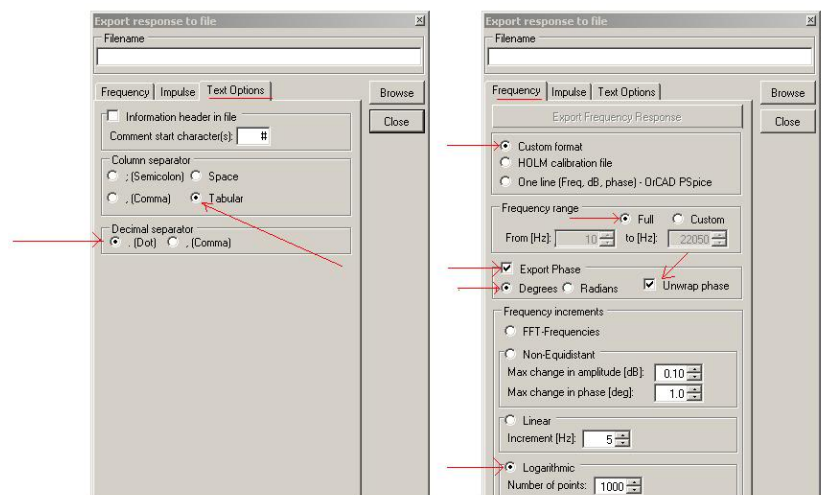 Export response to file
Filename
Frequency Impulse Text Options
Browse
Close
Information header in file
Comment start character(s): #
Column separator
; (Semicolon) Space
, (Comma) Tabular
Decimal separator
. (Dot) , (Comma)
Export response to file
Filename
Frequency Impulse Text Options
Browse
Close
Export Frequency Response
Custom format
HOLM calibration file
One line (Freq, dB, phase) - OrCAD PSpice
Frequency range
Full Custom
From [Hz]: 10 to [Hz]: 22050
Export Phase
Degrees Radians Unwrap phase
Frequency increments
FFT-Frequencies
Non-Equidistant
Max change in amplitude [dB]: 0.10
Max change in phase [deg]: 1.0
Linear
Increment [Hz]: 5
Logarithmic
Number of points: 1000